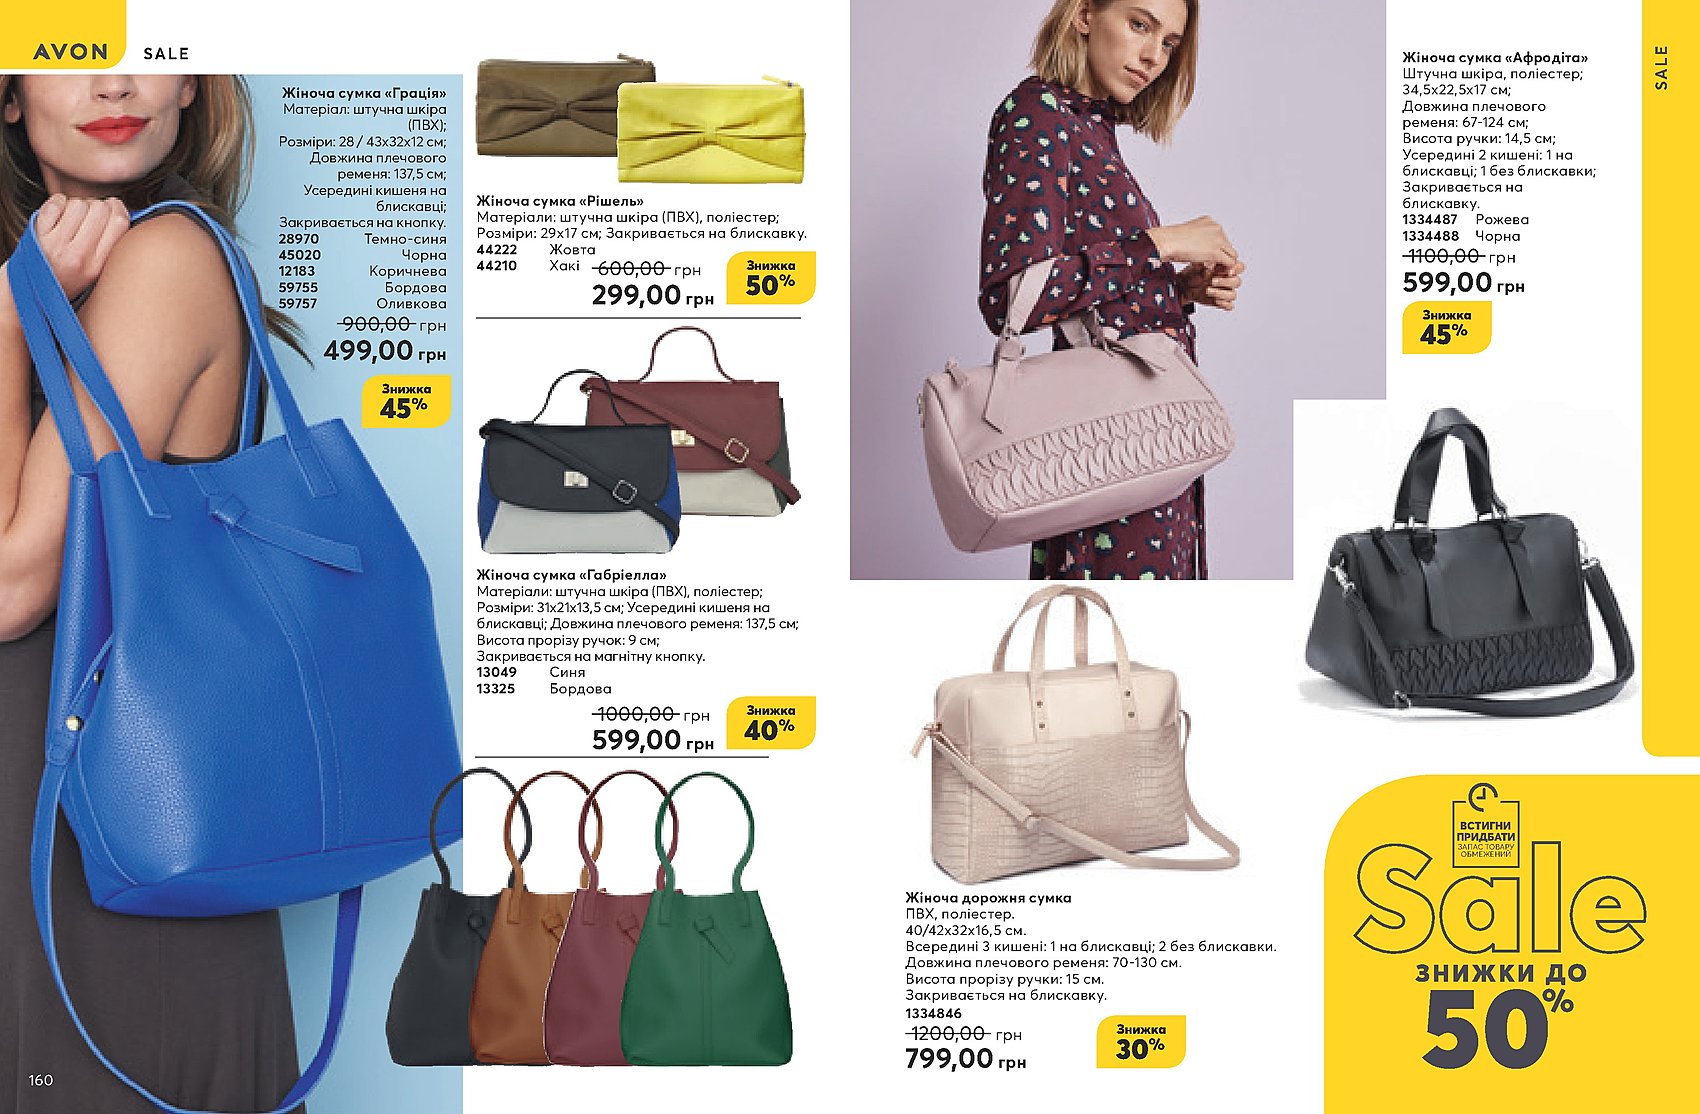 AVON
SALE
Жіноча сумка «Грація»
Матеріал: штучна шкіра
(ПВХ);
Розміри: 28 / 43х32х12 см;
Довжина плечового
ременя: 137,5 см;
Усередині кишеня на
блискавці;
Закривається на кнопку.
28970 Темно-синя
45020 Чорна
12183 Коричнева
59755 Бордова
59757 Оливкова
900,00 грн
499,00 грн
Знижка
45%
Жіноча сумка «Рішель»
Матеріали: штучна шкіра (ПВХ), поліестер;
Розміри: 29х17 см; Закривається на блискавку.
44222 Жовта
44210 Хакі
600,00 грн
299,00 грн
Знижка
50%
Жіноча сумка «Габріелла»
Матеріали: штучна шкіра (ПВХ), поліестер;
Розміри: 31х21х13,5 см; Усередині кишеня на
блискавці; Довжина плечового ременя: 137,5 см;
Висота прорізу ручок: 9 см;
Закривається на магнітну кнопку.
13049 Синя
13325 Бордова
1000,00 грн
599,00 грн
Знижка
40%
160
Жіноча сумка «Афродіта»
Штучна шкіра, поліестер;
34,5х22,5х17 см;
Довжина плечового
ременя: 67-124 см;
Висота ручки: 14,5 см;
Усередині 2 кишені: 1 на
блискавці; 1 без блискавки;
Закривається на
блискавку.
1334487 Рожева
1334488 Чорна
1100,00 грн
599,00 грн
Знижка
45%
SALE
Жіноча дорожня сумка
ПВХ, поліестер.
40/42х32х16,5 см.
Всередині 3 кишені: 1 на блискавці; 2 без блискавки.
Довжина плечового ременя: 70-130 см.
Висота прорізу ручки: 15 см.
Закривається на блискавку.
1334846
1200,00 грн
799,00 грн
Знижка
30%
ВСТИГНИ
ПРИДБАТИ
ЗАПАС ТОВАРУ
ОБМЕЖЕНИЙ
Sale
ЗНИЖКИ ДО
50%